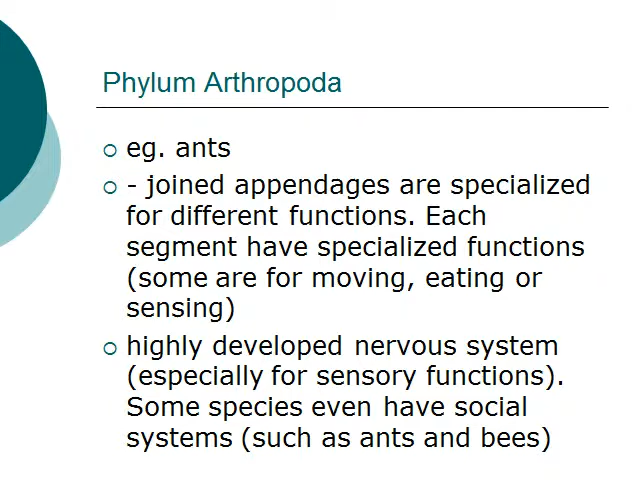 Phylum Arthropoda
eg. ants
- joined appendages are specialized
for different functions. Each
segment have specialized functions
(some are for moving, eating or
sensing)
highly developed nervous system
(especially for sensory functions).
Some species even have social
systems (such as ants and bees)